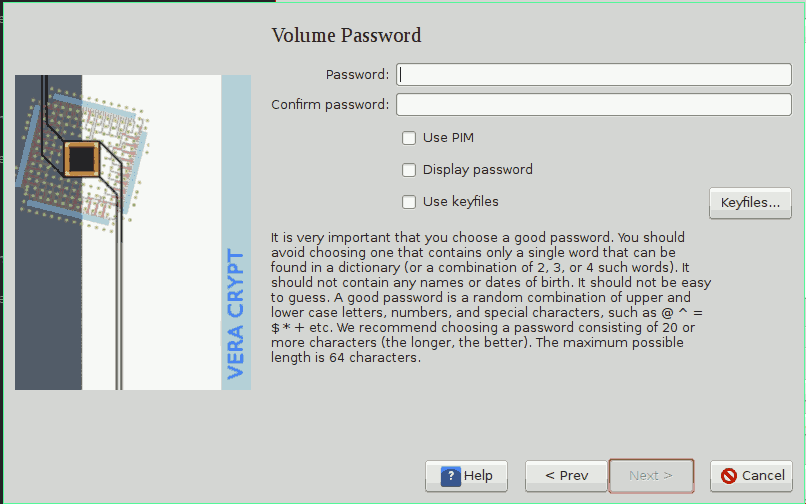 Volume Password
Password:
Confirm password:
Use PIM
Display password
Use keyfiles
Keyfiles...
It is very important that you choose a good password. You should
avoid choosing one that contains only a single word that can be
found in a dictionary (or a combination of 2, 3, or 4 such words). It
should not contain any names or dates of birth. It should not be easy
to guess. A good password is a random combination of upper and
lower case letters, numbers, and special characters, such as @ ^ =
$ * + etc. We recommend choosing a password consisting of 20 or
more characters (the longer, the better). The maximum possible
length is 64 characters.
VERA CRYPT
? Help
< Prev
Next >
Cancel